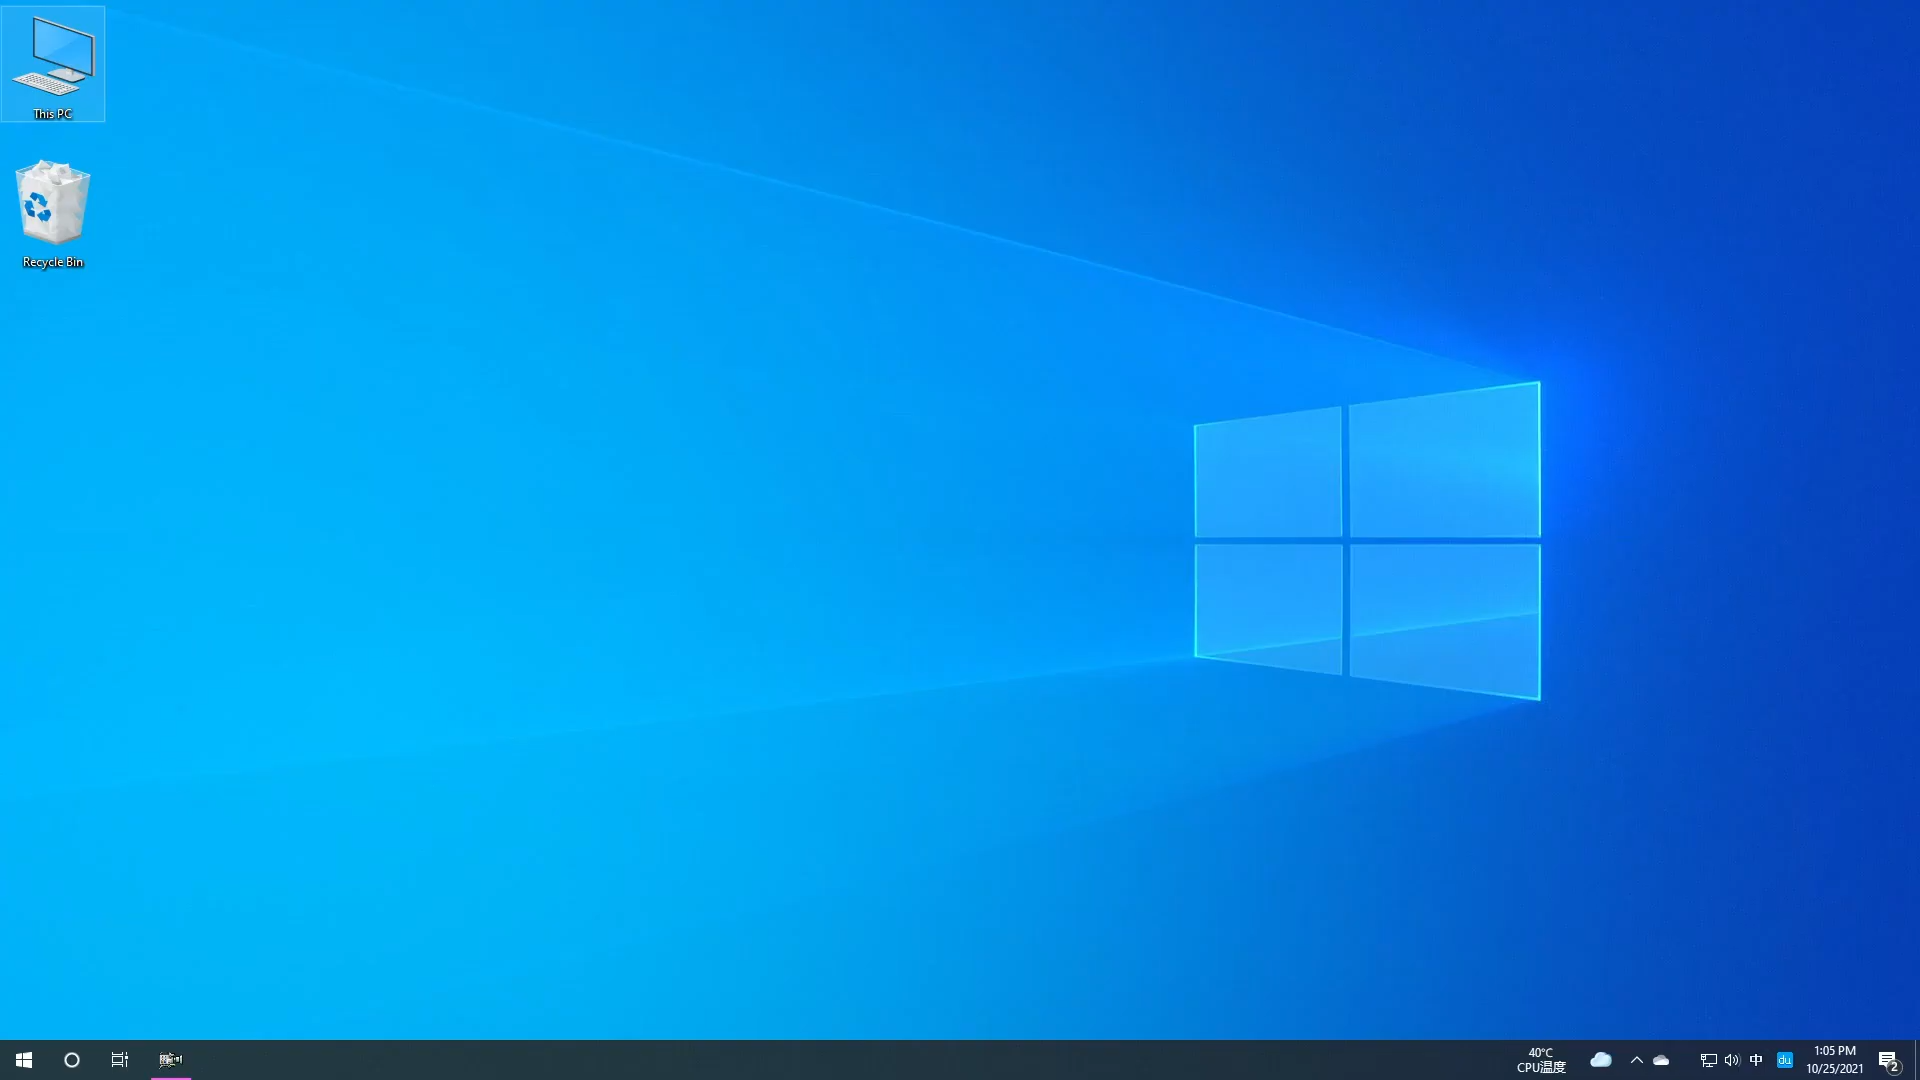 This PC
Recycle Bin
40°C
CPU温度
中
du
1:05 PM
10/25/2021
2